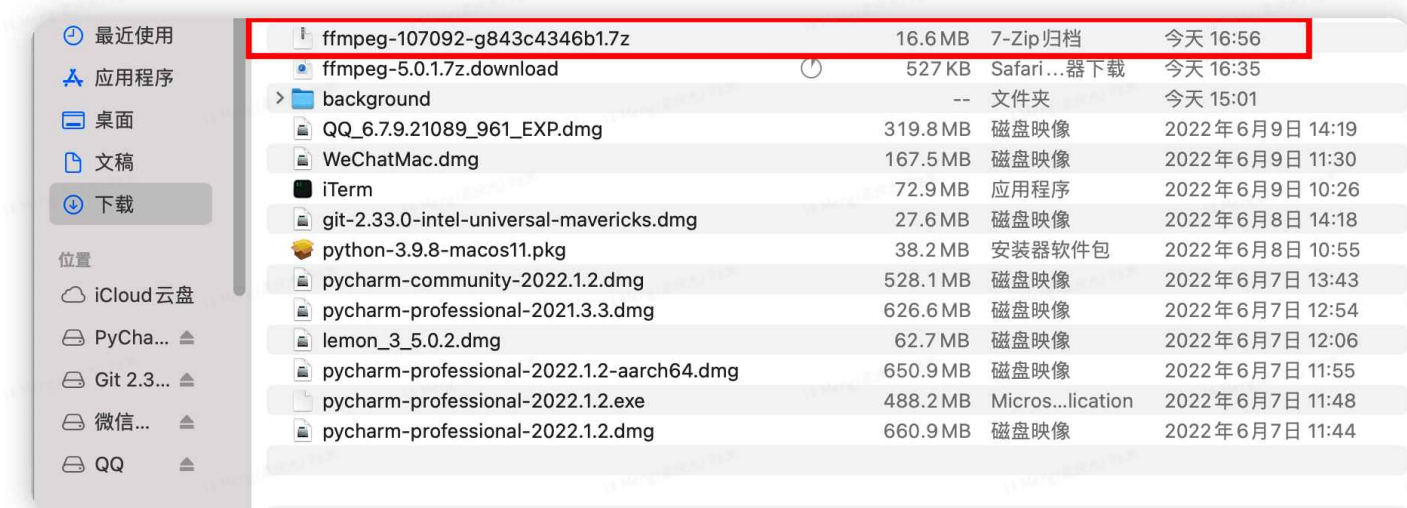 最近使用
应用程序
桌面
文稿
下载
位置
iCloud云盘
PyCha...
Git 2.3...
微信...
QQ
ffmpeg-107092-g843c4346b1.7z 16.6 MB 7-Zip归档 今天 16:56
ffmpeg-5.0.1.7z.download 527 KB Safari...器下载 今天 16:35
background -- 文件夹 今天 15:01
QQ_6.7.9.21089_961_EXP.dmg 319.8 MB 磁盘映像 2022年6月9日 14:19
WeChatMac.dmg 167.5 MB 磁盘映像 2022年6月9日 11:30
iTerm 72.9 MB 应用程序 2022年6月9日 10:26
git-2.33.0-intel-universal-mavericks.dmg 27.6 MB 磁盘映像 2022年6月8日 14:18
python-3.9.8-macos11.pkg 38.2 MB 安装器软件包 2022年6月8日 10:55
pycharm-community-2022.1.2.dmg 528.1 MB 磁盘映像 2022年6月7日 13:43
pycharm-professional-2021.3.3.dmg 626.6 MB 磁盘映像 2022年6月7日 12:54
lemon_3_5.0.2.dmg 62.7 MB 磁盘映像 2022年6月7日 12:06
pycharm-professional-2022.1.2-aarch64.dmg 650.9 MB 磁盘映像 2022年6月7日 11:55
pycharm-professional-2022.1.2.exe 488.2 MB Micros...lication 2022年6月7日 11:48
pycharm-professional-2022.1.2.dmg 660.9 MB 磁盘映像 2022年6月7日 11:44